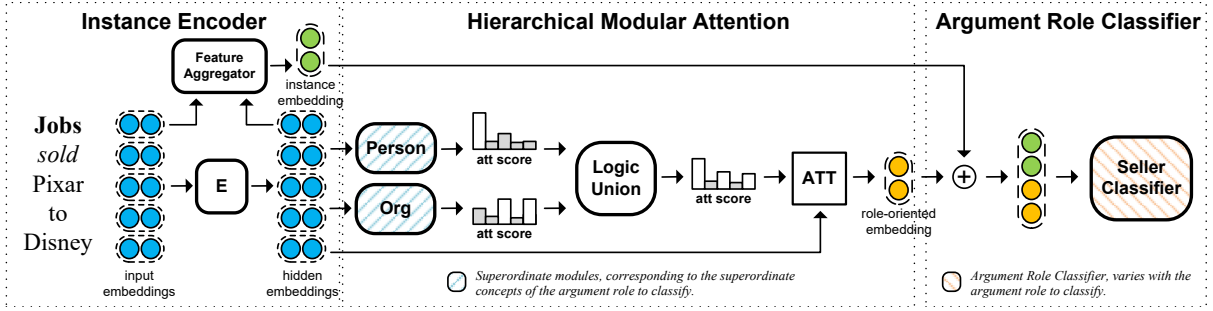 Instance Encoder
Hierarchical Modular Attention
Argument Role Classifier
Feature
Aggregator
instance
embedding
Jobs
sold
Pixar
to
Disney
E
input
embeddings
hidden
embeddings
Person
att score
Org
att score
Logic
Union
att score
ATT
role-oriented
embedding
+
Seller
Classifier
Superordinate modules, corresponding to the superordinate
concepts of the argument role to classify.
Argument Role Classifier, varies with the
argument role to classify.